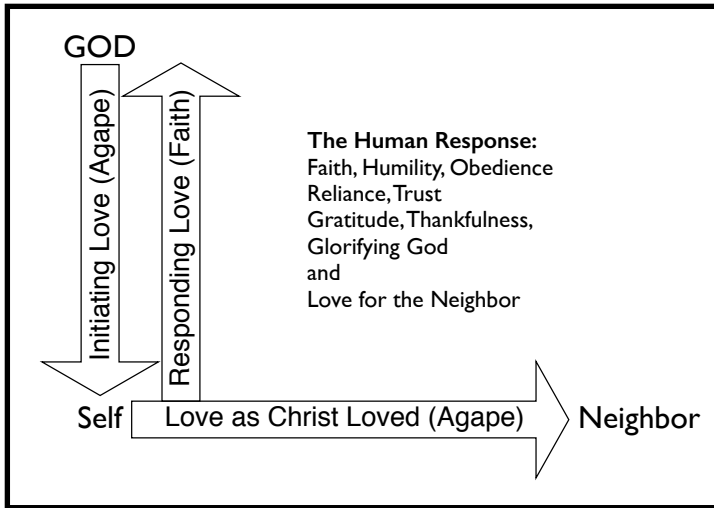 GOD
Initiating Love (Agape)
Responding Love (Faith)
The Human Response:
Faith, Humility, Obedience
Reliance, Trust
Gratitude, Thankfulness,
Glorifying God
and
Love for the Neighbor
Self
Love as Christ Loved (Agape)
Neighbor